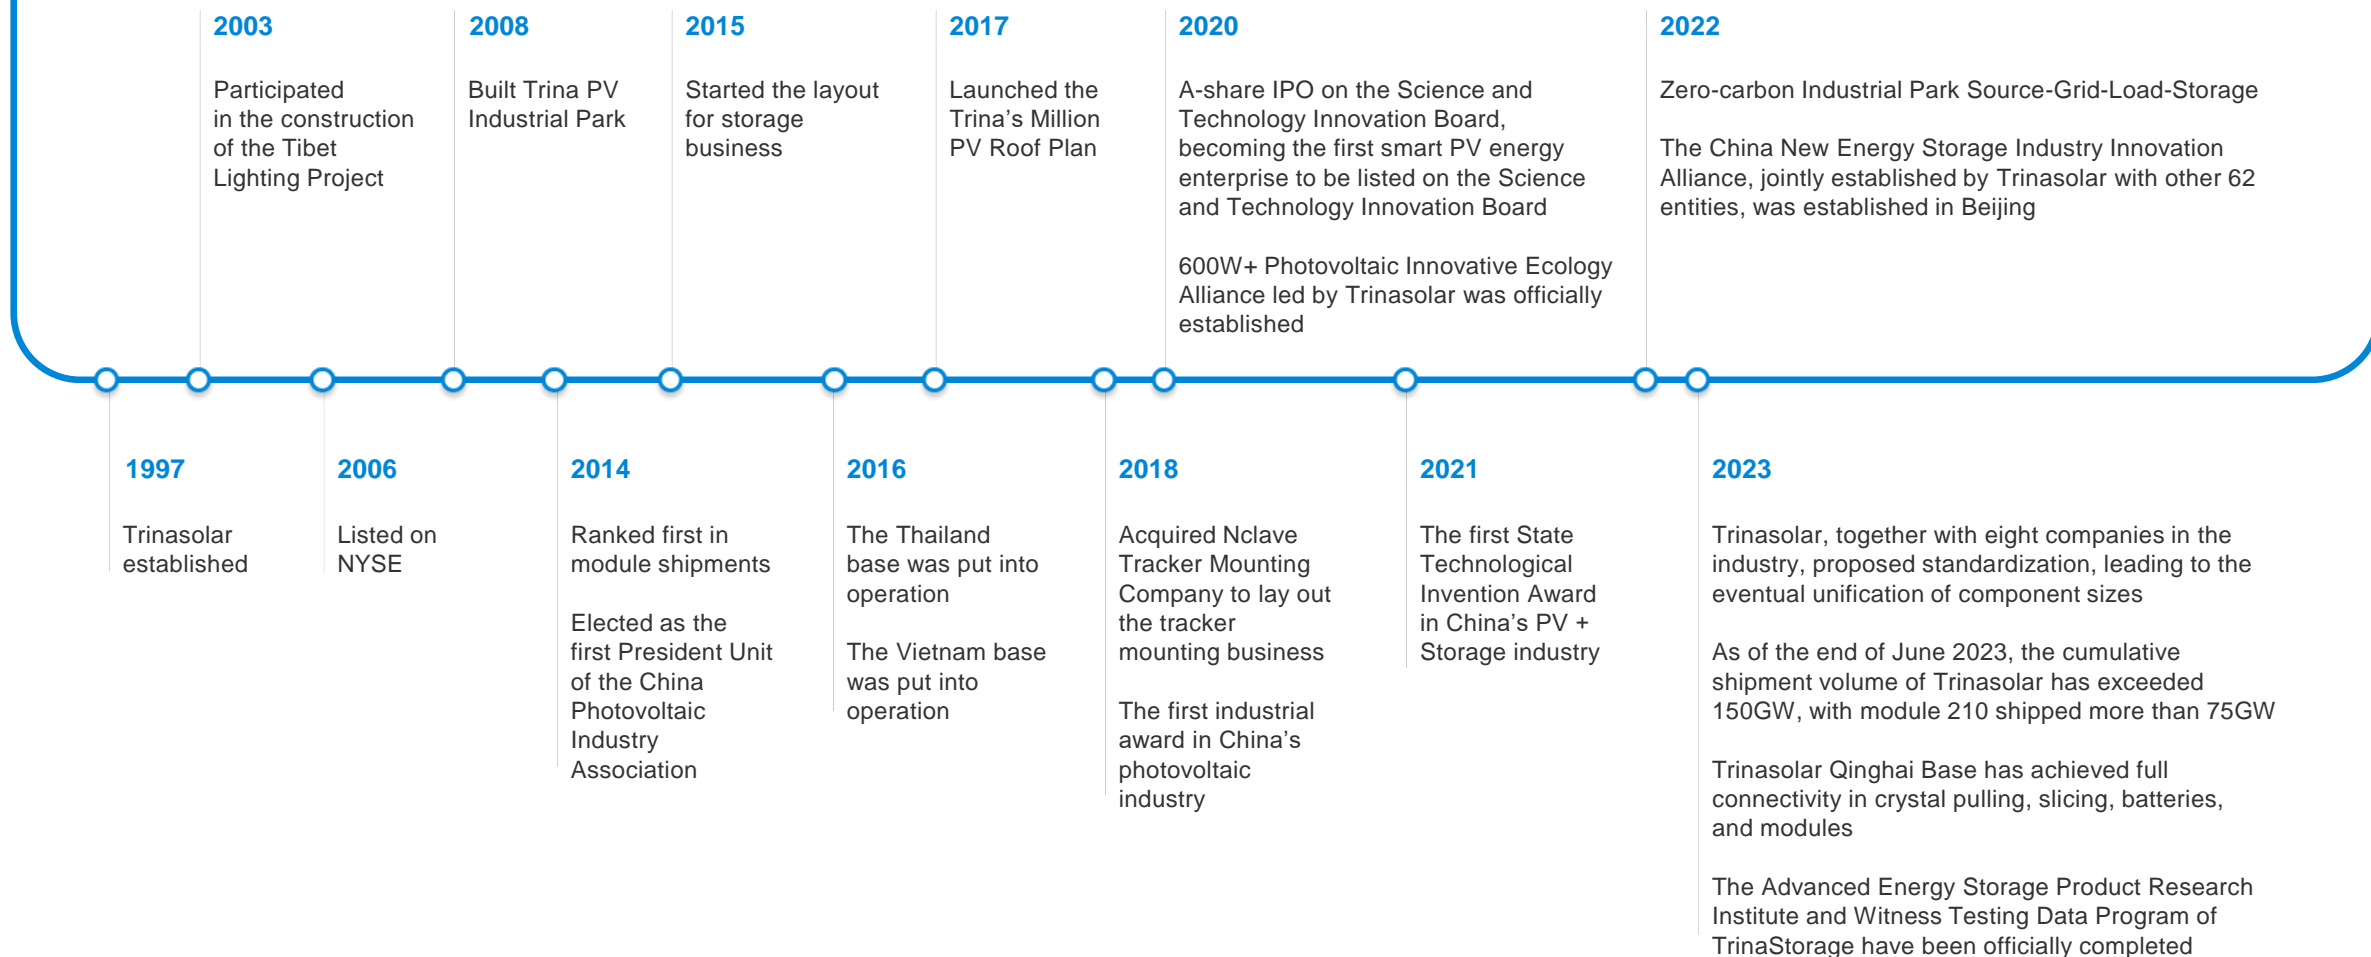 2003
Participated
in the construction
of the Tibet
Lighting Project
2008
Built Trina PV
Industrial Park
2015
Started the layout
for storage
business
2017
Launched the
Trina’s Million
PV Roof Plan
2020
A-share IPO on the Science and
Technology Innovation Board,
becoming the first smart PV energy
enterprise to be listed on the Science
and Technology Innovation Board
600W+ Photovoltaic Innovative Ecology
Alliance led by Trinasolar was officially
established
2022
Zero-carbon Industrial Park Source-Grid-Load-Storage
The China New Energy Storage Industry Innovation
Alliance, jointly established by Trinasolar with other 62
entities, was established in Beijing
1997
Trinasolar
established
2006
Listed on
NYSE
2014
Ranked first in
module shipments
Elected as the
first President Unit
of the China
Photovoltaic
Industry
Association
2016
The Thailand
base was put into
operation
The Vietnam base
was put into
operation
2018
Acquired Nclave
Tracker Mounting
Company to lay out
the tracker
mounting business
The first industrial
award in China’s
photovoltaic
industry
2021
The first State
Technological
Invention Award
in China’s PV +
Storage industry
2023
Trinasolar, together with eight companies in the
industry, proposed standardization, leading to the
eventual unification of component sizes
As of the end of June 2023, the cumulative
shipment volume of Trinasolar has exceeded
150GW, with module 210 shipped more than 75GW
Trinasolar Qinghai Base has achieved full
connectivity in crystal pulling, slicing, batteries,
and modules
The Advanced Energy Storage Product Research
Institute and Witness Testing Data Program of
TrinaStorage have been officially completed